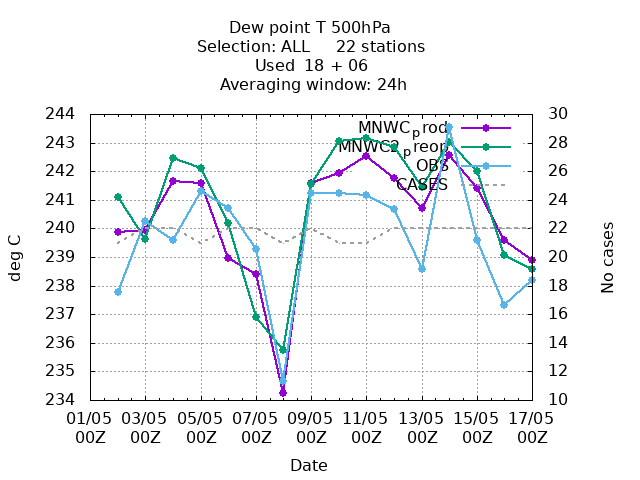 Dew point T 500hPa
Selection: ALL 22 stations
Used 18 + 06
Averaging window: 24h
244 30
MNWC_prod
243 28
MNWC2_preop
OBS
242 26
CASES
241 24
240 22
239 20
238 18
237 16
236 14
235 12
234 10
deg C
No cases
01/05 03/05 05/05 07/05 09/05 11/05 13/05 15/05 17/05
00Z 00Z 00Z 00Z 00Z 00Z 00Z 00Z 00Z
Date